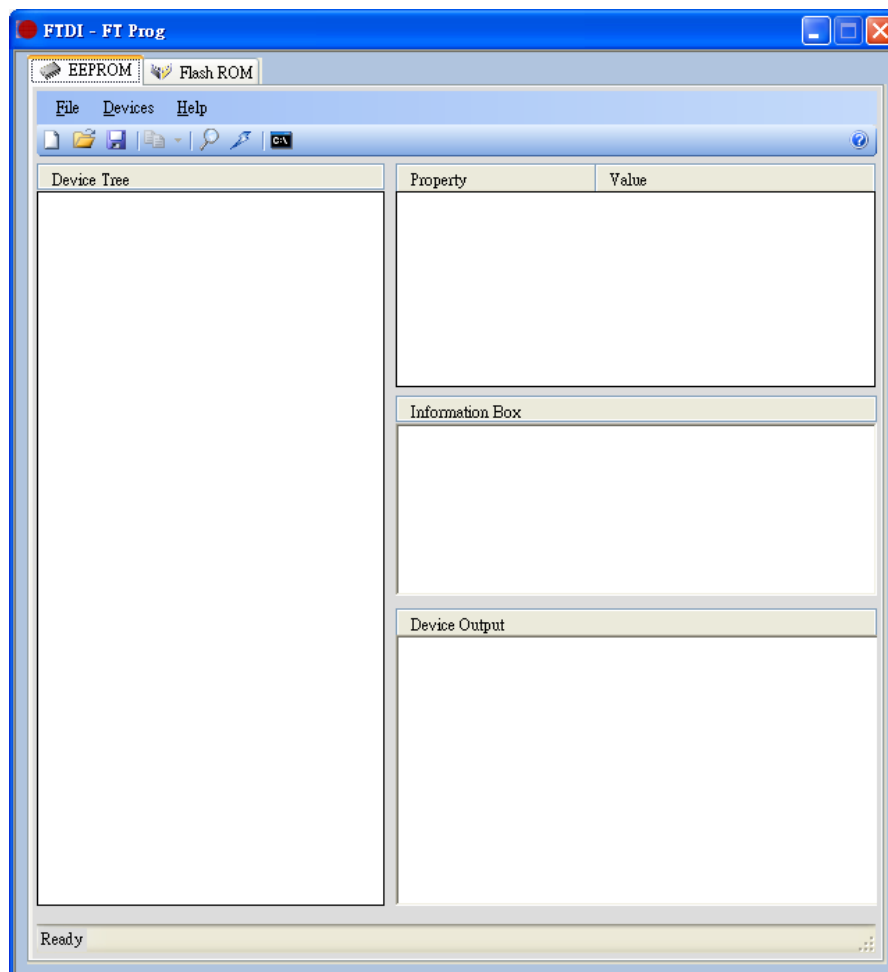 FTDI - FT Prog
EEPROM Flash ROM
File Devices Help
C:\
Device Tree
Property Value
Information Box
Device Output
Ready